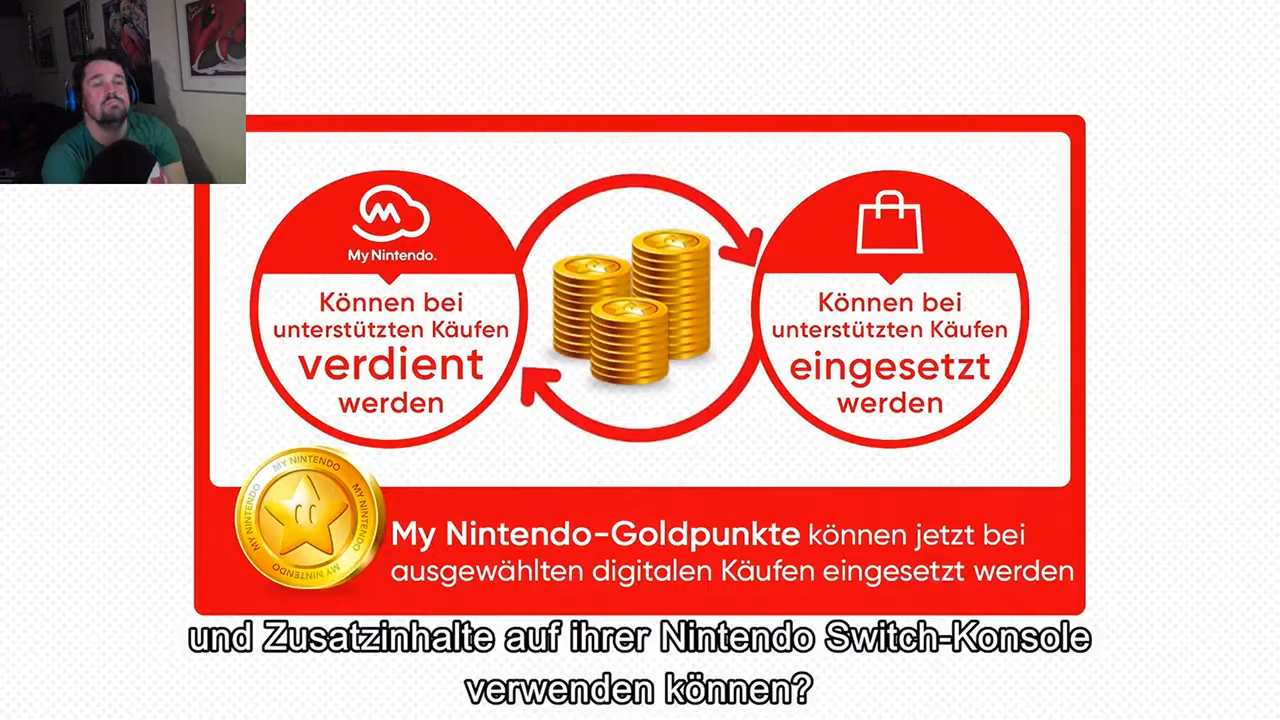 My Nintendo™
Können bei
unterstützten Käufen
verdient
werden
Können bei
unterstützten Käufen
eingesetzt
werden
MY NINTENDO
MY NINTENDO
MY NINTENDO
MY NINTENDO
My Nintendo-Goldpunkte können jetzt bei
ausgewählten digitalen Käufen eingesetzt werden
und Zusatzinhalte auf ihrer Nintendo Switch-Konsole
verwenden können?